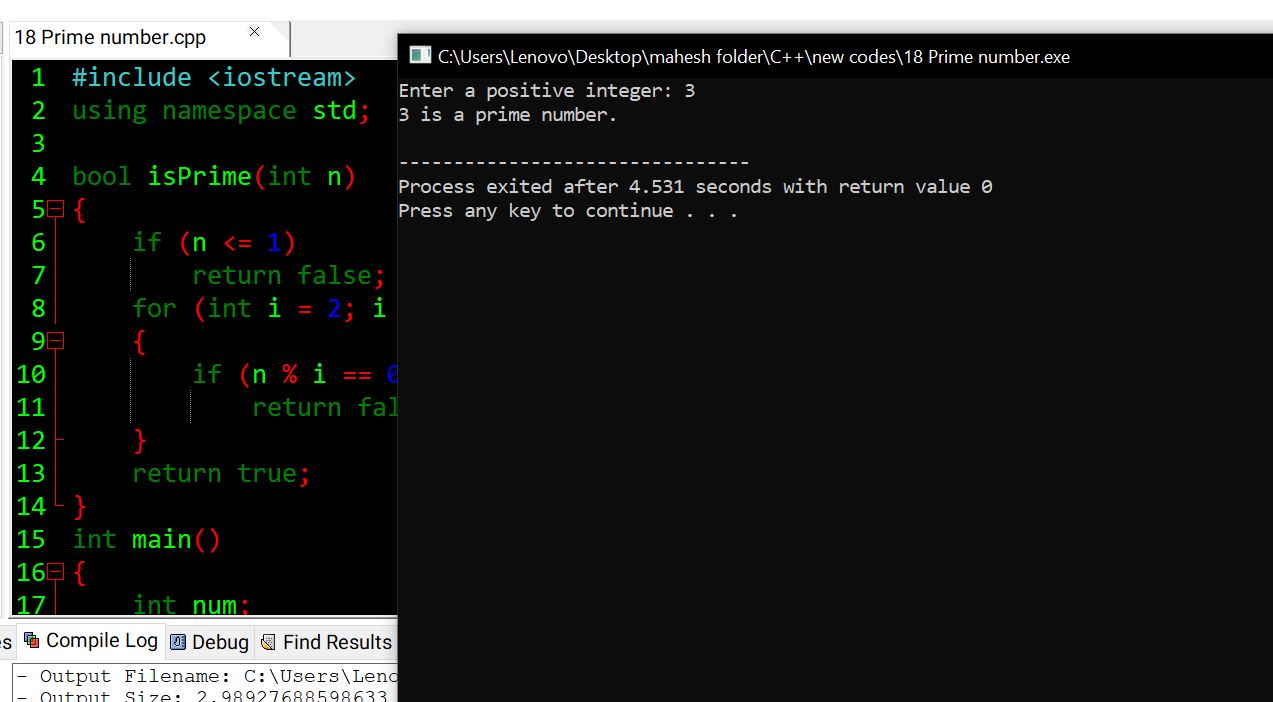 18 Prime number.cpp
1 #include <iostream>
2 using namespace std;
3
4 bool isPrime(int n)
5 {
6 if (n <= 1)
7 return false;
8 for (int i = 2; i
9 {
10 if (n % i == 0
11 return fal
12 }
13 return true;
14 }
15 int main()
16 {
17 int num;
es Compile Log Debug Find Results
- Output Filename: C:\Users\Leno
- Output Size: 2.98927688598633
C:\Users\Lenovo\Desktop\mahesh folder\C++\new codes\18 Prime number.exe
Enter a positive integer: 3
3 is a prime number.
--------------------------------
Process exited after 4.531 seconds with return value 0
Press any key to continue . . .